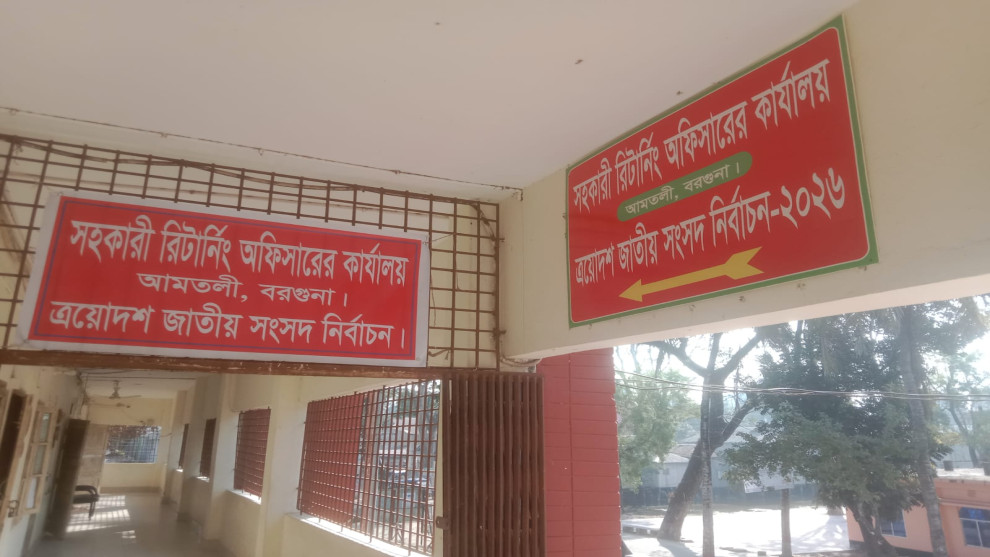 সহকারী রিটার্নিং অফিসারের কার্যালয়
আমতলী, বরগুনা।
ত্রয়োদশ জাতীয় সংসদ নির্বাচন।
সহকারী রিটার্নিং অফিসারের কার্যালয়
আমতলী, বরগুনা।
ত্রয়োদশ জাতীয় সংসদ নির্বাচন-২০২৬